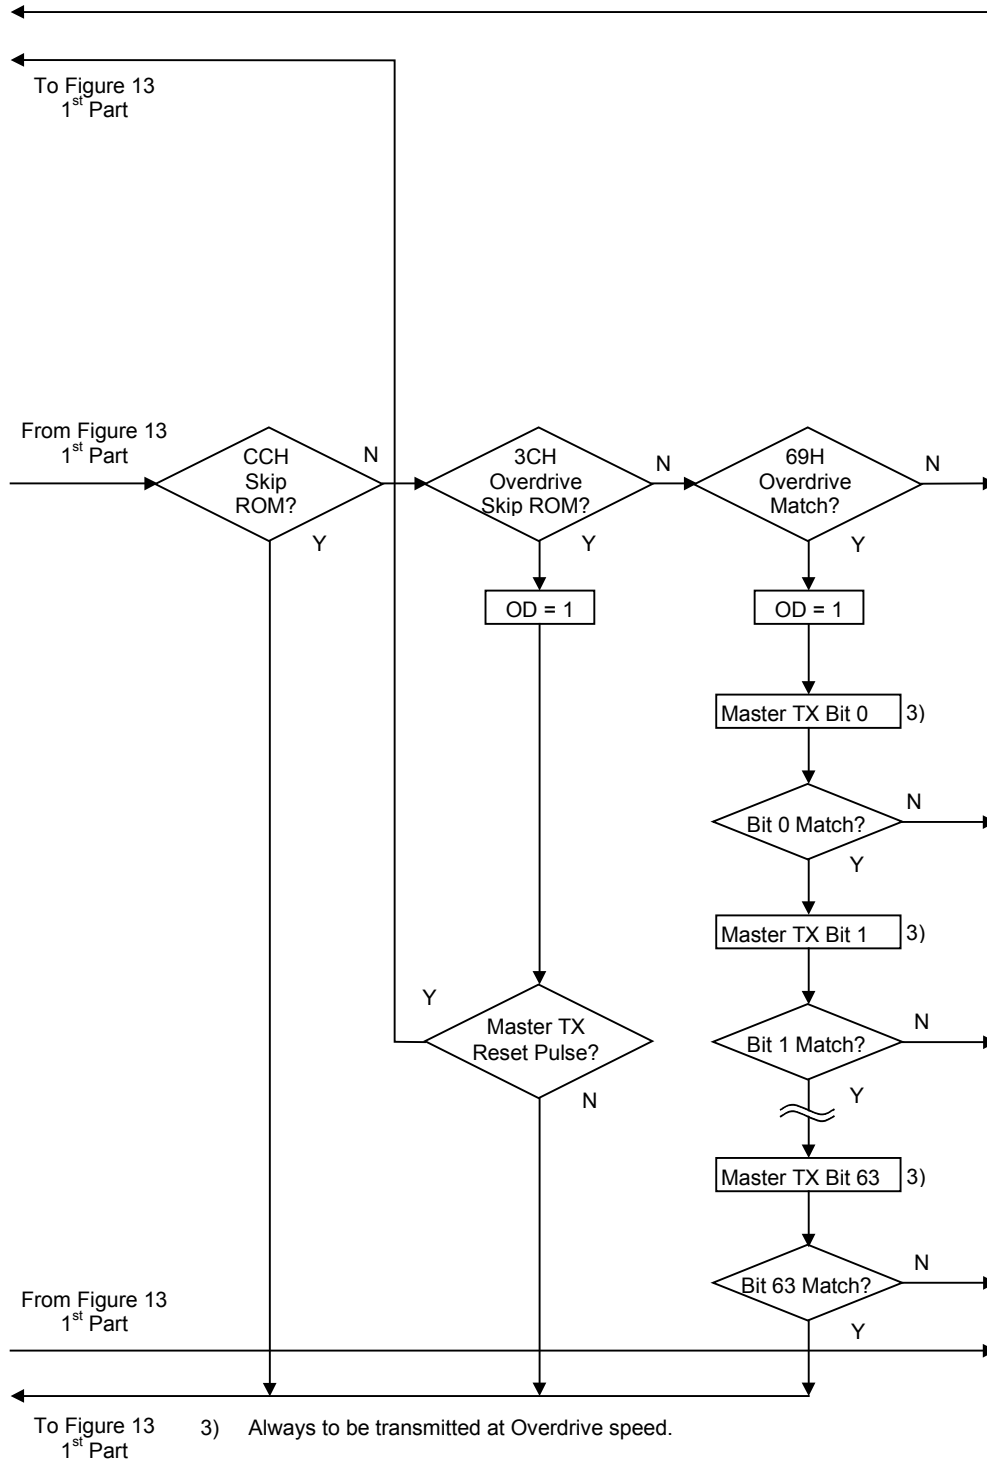 To Figure 13
1st Part
From Figure 13
1st Part
CCH
Skip
ROM?
N
Y
3CH
Overdrive
Skip ROM?
N
Y
69H
Overdrive
Match?
N
Y
OD = 1
OD = 1
Master TX Bit 0
3)
Bit 0 Match?
N
Y
Master TX Bit 1
3)
Y
Master TX
Reset Pulse?
N
Bit 1 Match?
N
Y
Master TX Bit 63
3)
Bit 63 Match?
N
Y
From Figure 13
1st Part
To Figure 13
1st Part
3) Always to be transmitted at Overdrive speed.